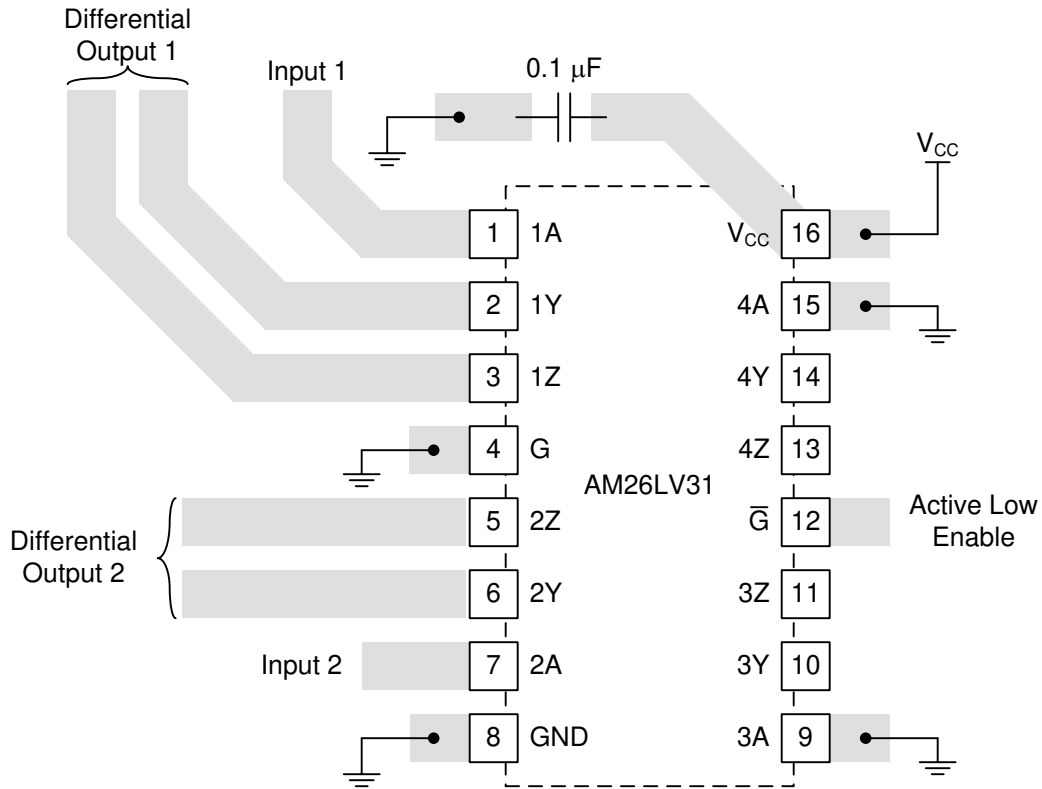 Differential
Output 1
Input 1
0.1 μF
V_CC
1 1A
V_CC 16
2 1Y
4A 15
3 1Z
4Y 14
4 G
4Z 13
AM26LV31
5 2Z
G̅ 12
Active Low
Enable
Differential
Output 2
6 2Y
3Z 11
Input 2
7 2A
3Y 10
8 GND
3A 9